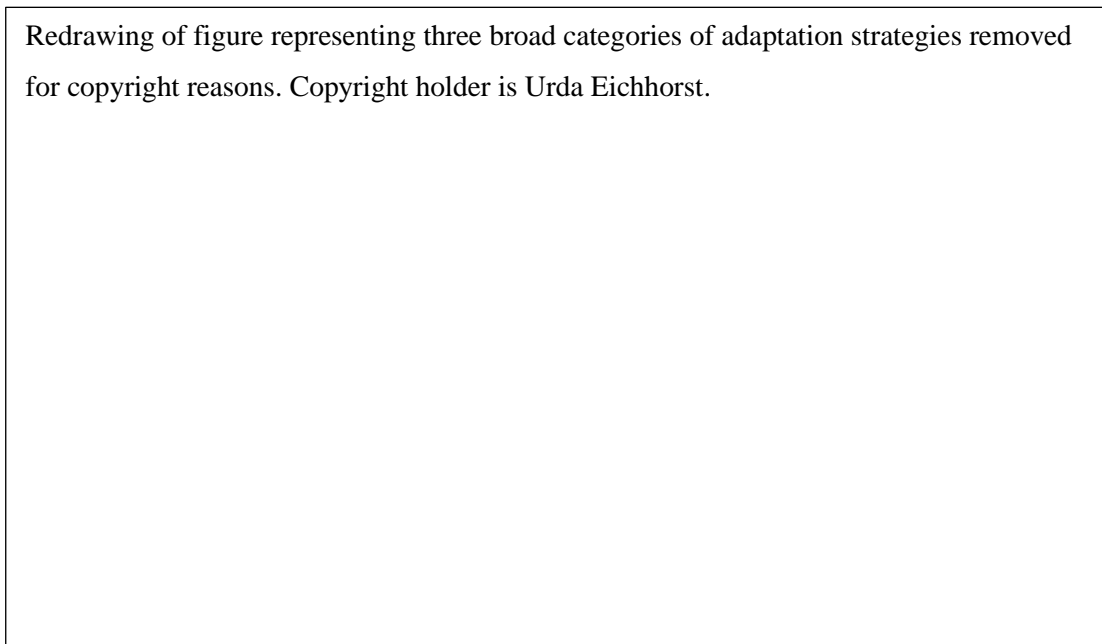 Redrawing of figure representing three broad categories of adaptation strategies removed
for copyright reasons. Copyright holder is Urda Eichhorst.